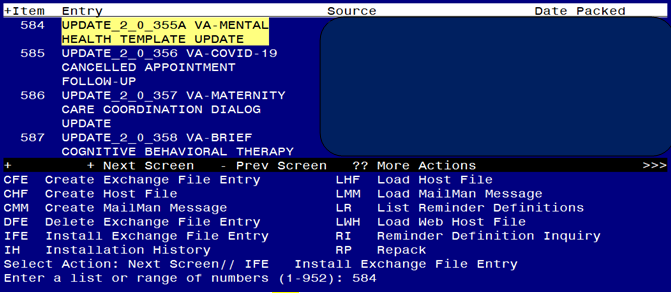 +Item   Entry                    Source                    Date Packed
584   UPDATE_2_0_355A VA-MENTAL
HEALTH TEMPLATE UPDATE
585   UPDATE_2_0_356 VA-COVID-19
CANCELLED APPOINTMENT
FOLLOW-UP
586   UPDATE_2_0_357 VA-MATERNITY
CARE COORDINATION DIALOG
UPDATE
587   UPDATE_2_0_358 VA-BRIEF
COGNITIVE BEHAVIORAL THERAPY
+         + Next Screen   - Prev Screen   ?? More Actions                    >>>
CFE  Create Exchange File Entry          LHF  Load Host File
CHF  Create Host File                    LMM  Load MailMan Message
CMM  Create MailMan Message              LR   List Reminder Definitions
DFE  Delete Exchange File Entry          LWH  Load Web Host File
IFE  Install Exchange File Entry         RI   Reminder Definition Inquiry
IH   Installation History                RP   Repack
Select Action: Next Screen// IFE   Install Exchange File Entry
Enter a list or range of numbers (1-952): 584